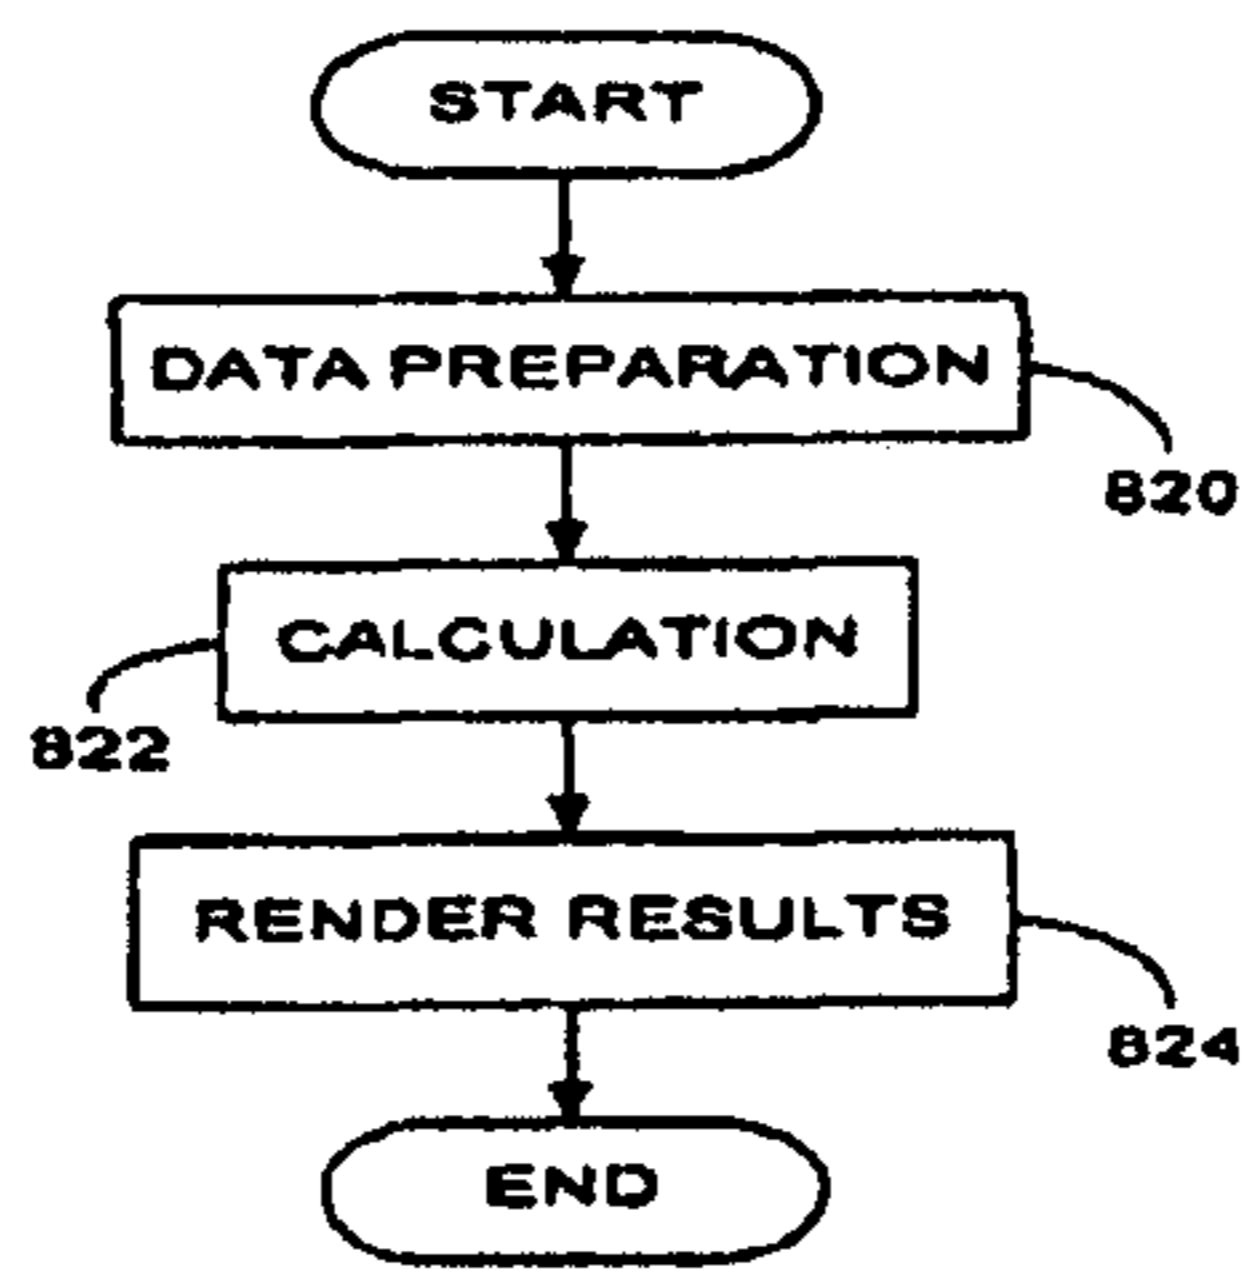 START
DATA PREPARATION
820
CALCULATION
822
RENDER RESULTS
824
END